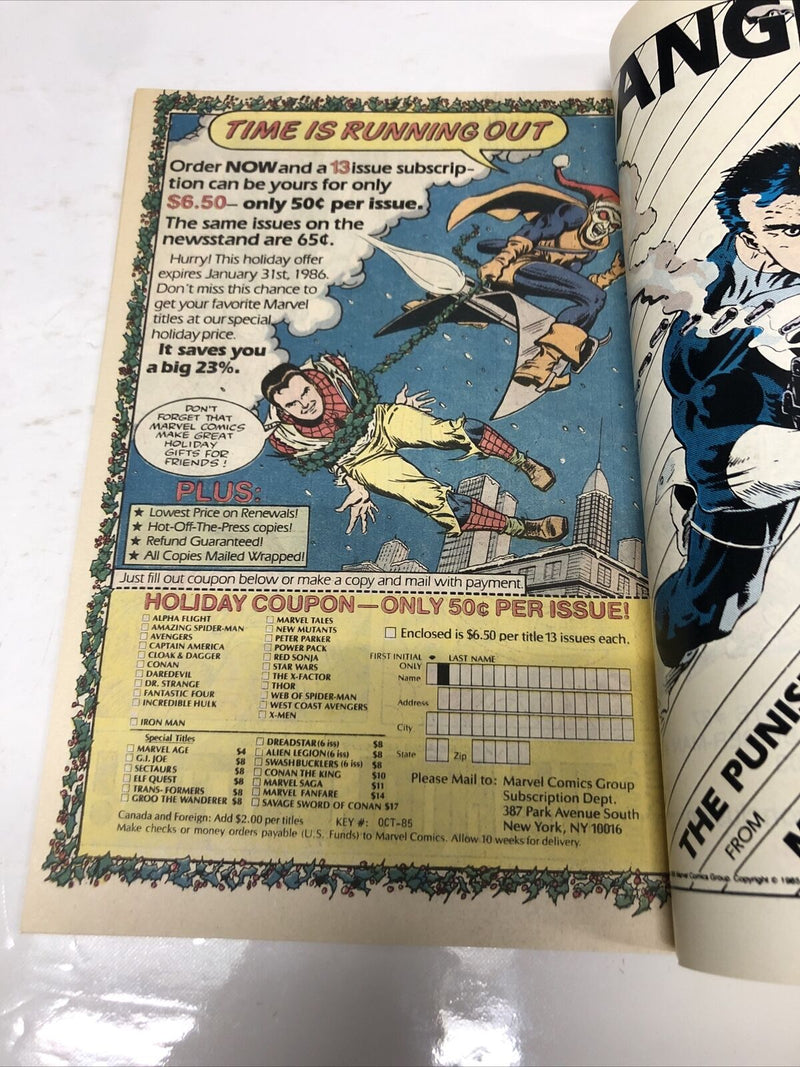 TIME IS RUNNING OUT
Order NOW and a 13 issue subscrip-
tion can be yours for only
$6.50— only 50¢ per issue.
The same issues on the
newsstand are 65¢.
Hurry! This holiday offer
expires January 31st, 1986.
Don't miss this chance to
get your favorite Marvel
titles at our special
holiday price.
It saves you
a big 23%.
DON'T
FORGET THAT
MARVEL COMICS
MAKE GREAT
HOLIDAY
GIFTS FOR
FRIENDS!
PLUS:
★ Lowest Price on Renewals!
★ Hot-Off-The-Press copies!
★ Refund Guaranteed!
★ All Copies Mailed Wrapped!
Just fill out coupon below or make a copy and mail with payment.
HOLIDAY COUPON—ONLY 50¢ PER ISSUE!
ALPHA FLIGHT
AMAZING SPIDER-MAN
AVENGERS
CAPTAIN AMERICA
CLOAK & DAGGER
CONAN
DAREDEVIL
DR. STRANGE
FANTASTIC FOUR
INCREDIBLE HULK
IRON MAN
MARVEL TALES
NEW MUTANTS
PETER PARKER
POWER PACK
RED SONJA
STAR WARS
THE X-FACTOR
THOR
WEB OF SPIDER-MAN
WEST COAST AVENGERS
X-MEN
Special Titles
MARVEL AGE $4
G.I. JOE $8
SECTAURS $8
ELF QUEST $8
TRANS-FORMERS $8
GROO THE WANDERER $8
DREADSTAR (6 iss) $8
ALIEN LEGION (6 iss) $8
SWASHBUCKLERS (6 iss) $8
CONAN THE KING $10
MARVEL SAGA $11
MARVEL FANFARE $14
SAVAGE SWORD OF CONAN $17
Enclosed is $6.50 per title 13 issues each.
FIRST INITIAL LAST NAME
ONLY
Name
Address
City
State Zip
Please Mail to: Marvel Comics Group
Subscription Dept.
387 Park Avenue South
New York, NY 10016
Canada and Foreign: Add $2.00 per titles KEY #: OCT-85
Make checks or money orders payable (U.S. Funds) to Marvel Comics. Allow 10 weeks for delivery.
ANG
THE PUNIS
FROM
M
Marvel Comics Group Copyright © 1985